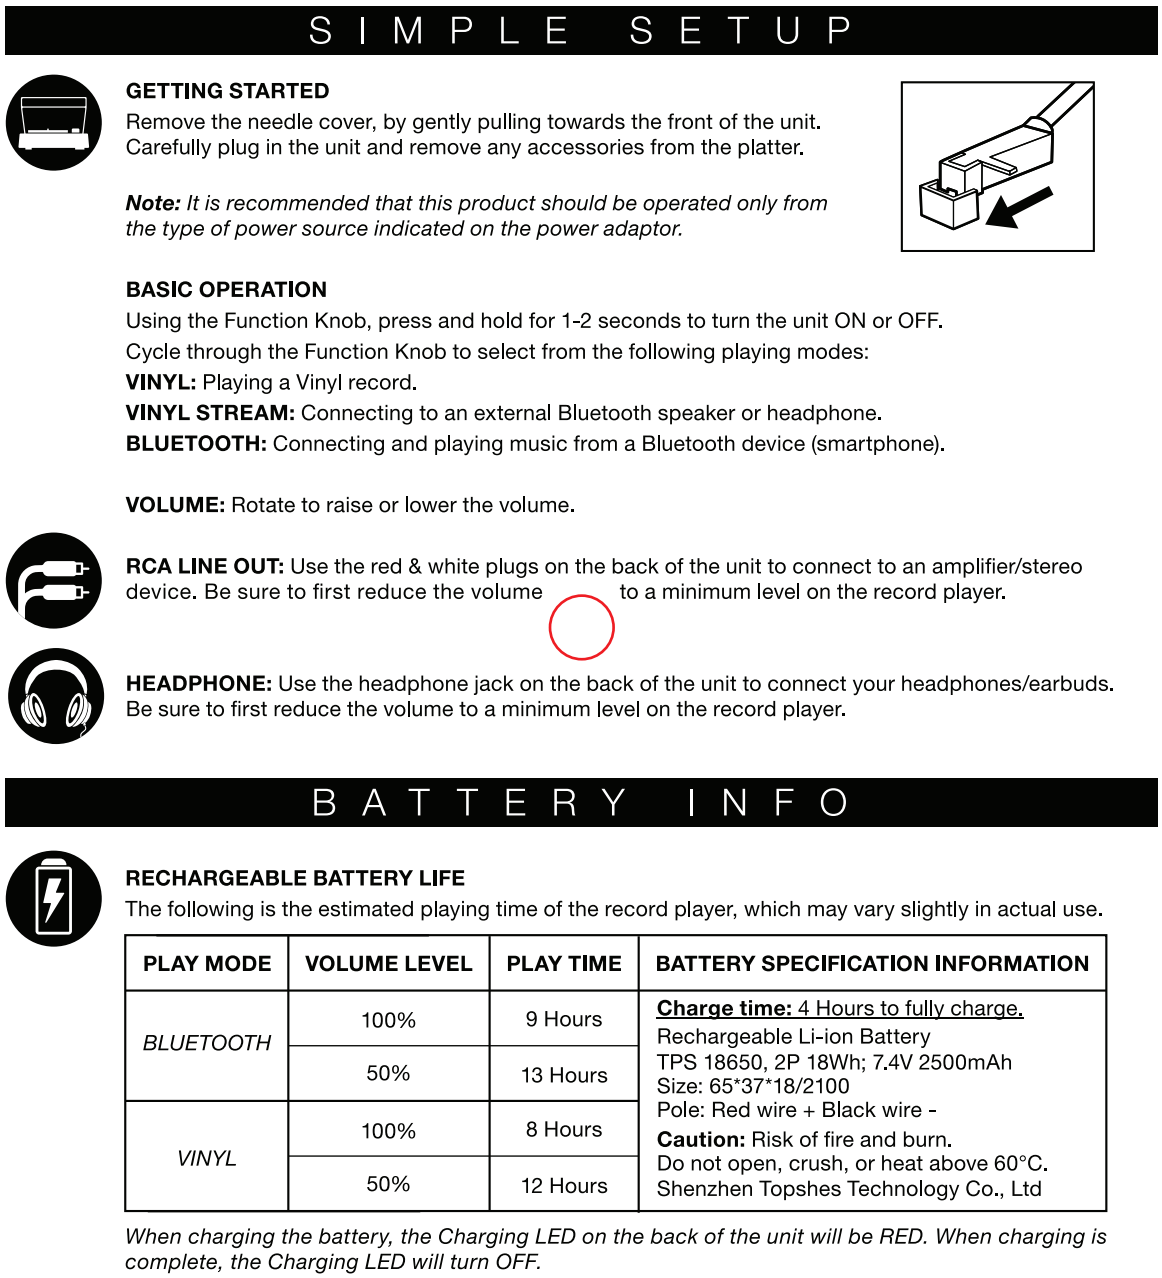 SIMPLE SETUP
GETTING STARTED
Remove the needle cover, by gently pulling towards the front of the unit.
Carefully plug in the unit and remove any accessories from the platter.
Note: It is recommended that this product should be operated only from
the type of power source indicated on the power adaptor.
BASIC OPERATION
Using the Function Knob, press and hold for 1-2 seconds to turn the unit ON or OFF.
Cycle through the Function Knob to select from the following playing modes:
VINYL: Playing a Vinyl record.
VINYL STREAM: Connecting to an external Bluetooth speaker or headphone.
BLUETOOTH: Connecting and playing music from a Bluetooth device (smartphone).
VOLUME: Rotate to raise or lower the volume.
RCA LINE OUT: Use the red & white plugs on the back of the unit to connect to an amplifier/stereo
device. Be sure to first reduce the volume to a minimum level on the record player.
HEADPHONE: Use the headphone jack on the back of the unit to connect your headphones/earbuds.
Be sure to first reduce the volume to a minimum level on the record player.
BATTERY INFO
RECHARGEABLE BATTERY LIFE
The following is the estimated playing time of the record player, which may vary slightly in actual use.
PLAY MODE VOLUME LEVEL PLAY TIME BATTERY SPECIFICATION INFORMATION
BLUETOOTH
100% 9 Hours
50% 13 Hours
VINYL
100% 8 Hours
50% 12 Hours
Charge time: 4 Hours to fully charge.
Rechargeable Li-ion Battery
TPS 18650, 2P 18Wh; 7.4V 2500mAh
Size: 65*37*18/2100
Pole: Red wire + Black wire -
Caution: Risk of fire and burn.
Do not open, crush, or heat above 60°C.
Shenzhen Topshes Technology Co., Ltd
When charging the battery, the Charging LED on the back of the unit will be RED. When charging is
complete, the Charging LED will turn OFF.